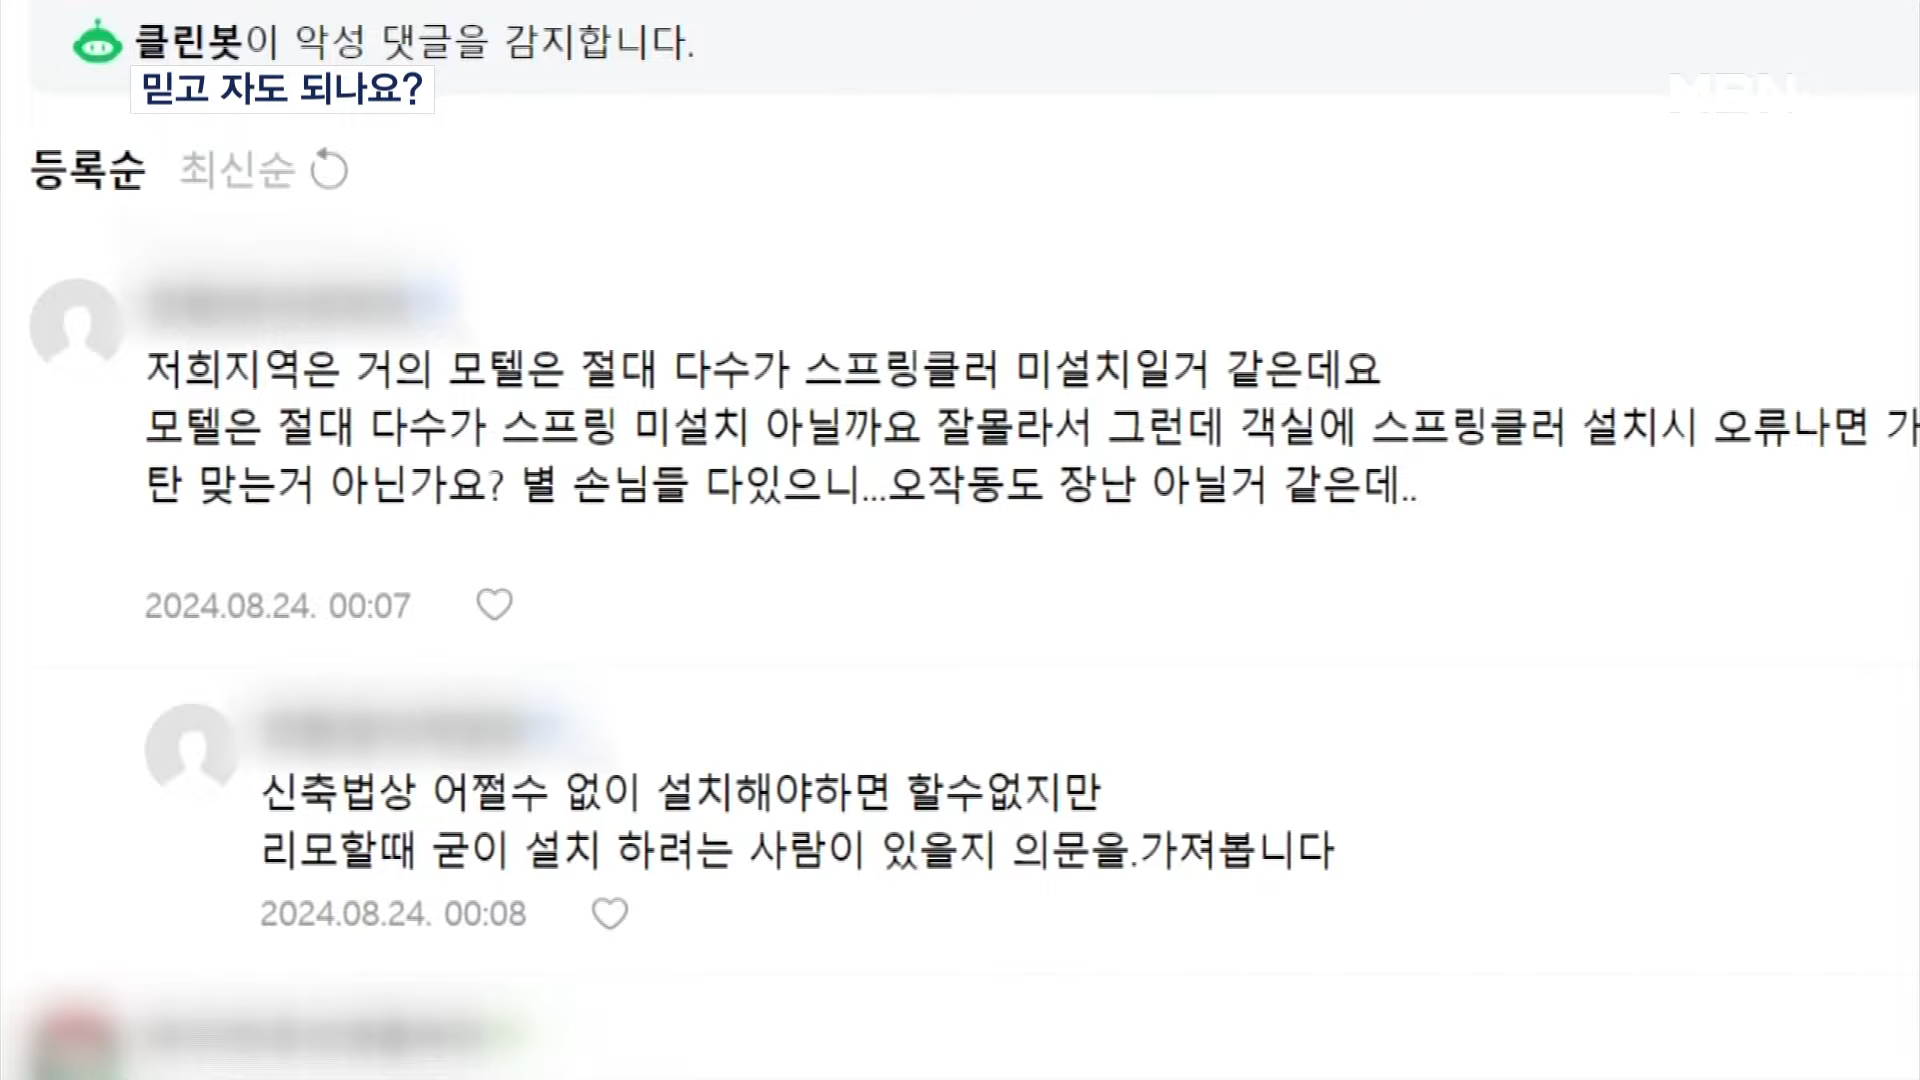 클린봇이 악성 댓글을 감지합니다.
믿고 자도 되나요?
MBN
등록순 최신순
저희지역은 거의 모텔은 절대 다수가 스프링클러 미설치일거 같은데요
모텔은 절대 다수가 스프링 미설치 아닐까요 잘몰라서 그런데 객실에 스프링클러 설치시 오류나면 가
탄 맞는거 아닌가요? 별 손님들 다있으니...오작동도 장난 아닐거 같은데..
2024.08.24. 00:07
신축법상 어쩔수 없이 설치해야하면 할수없지만
리모할때 굳이 설치 하려는 사람이 있을지 의문을.가져봅니다
2024.08.24. 00:08